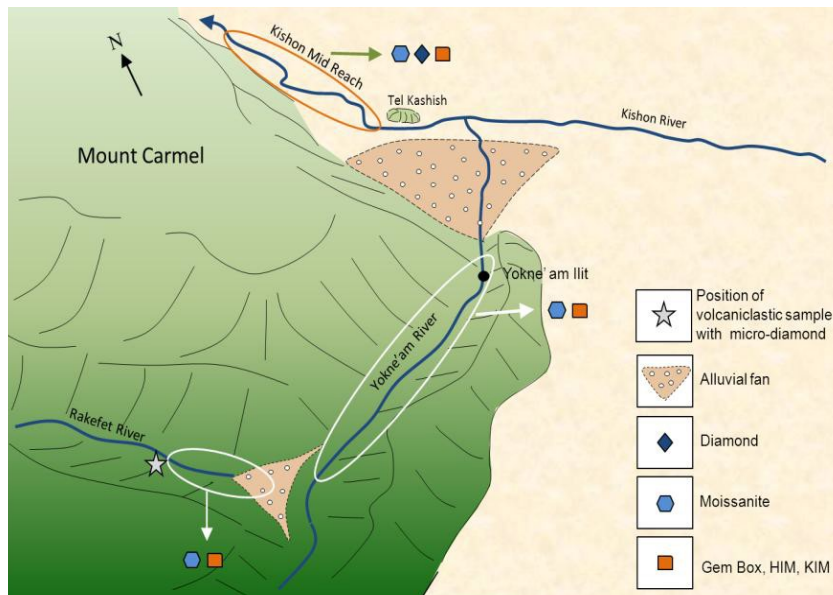 N
Kishon Mid Reach
Tel Kashish
Kishon River
Mount Carmel
Yokne'am Ilit
Yokne'am River
Rakefet River
Position of
volcaniclastic sample
with micro-diamond
Alluvial fan
Diamond
Moissanite
Gem Box, HIM, KIM